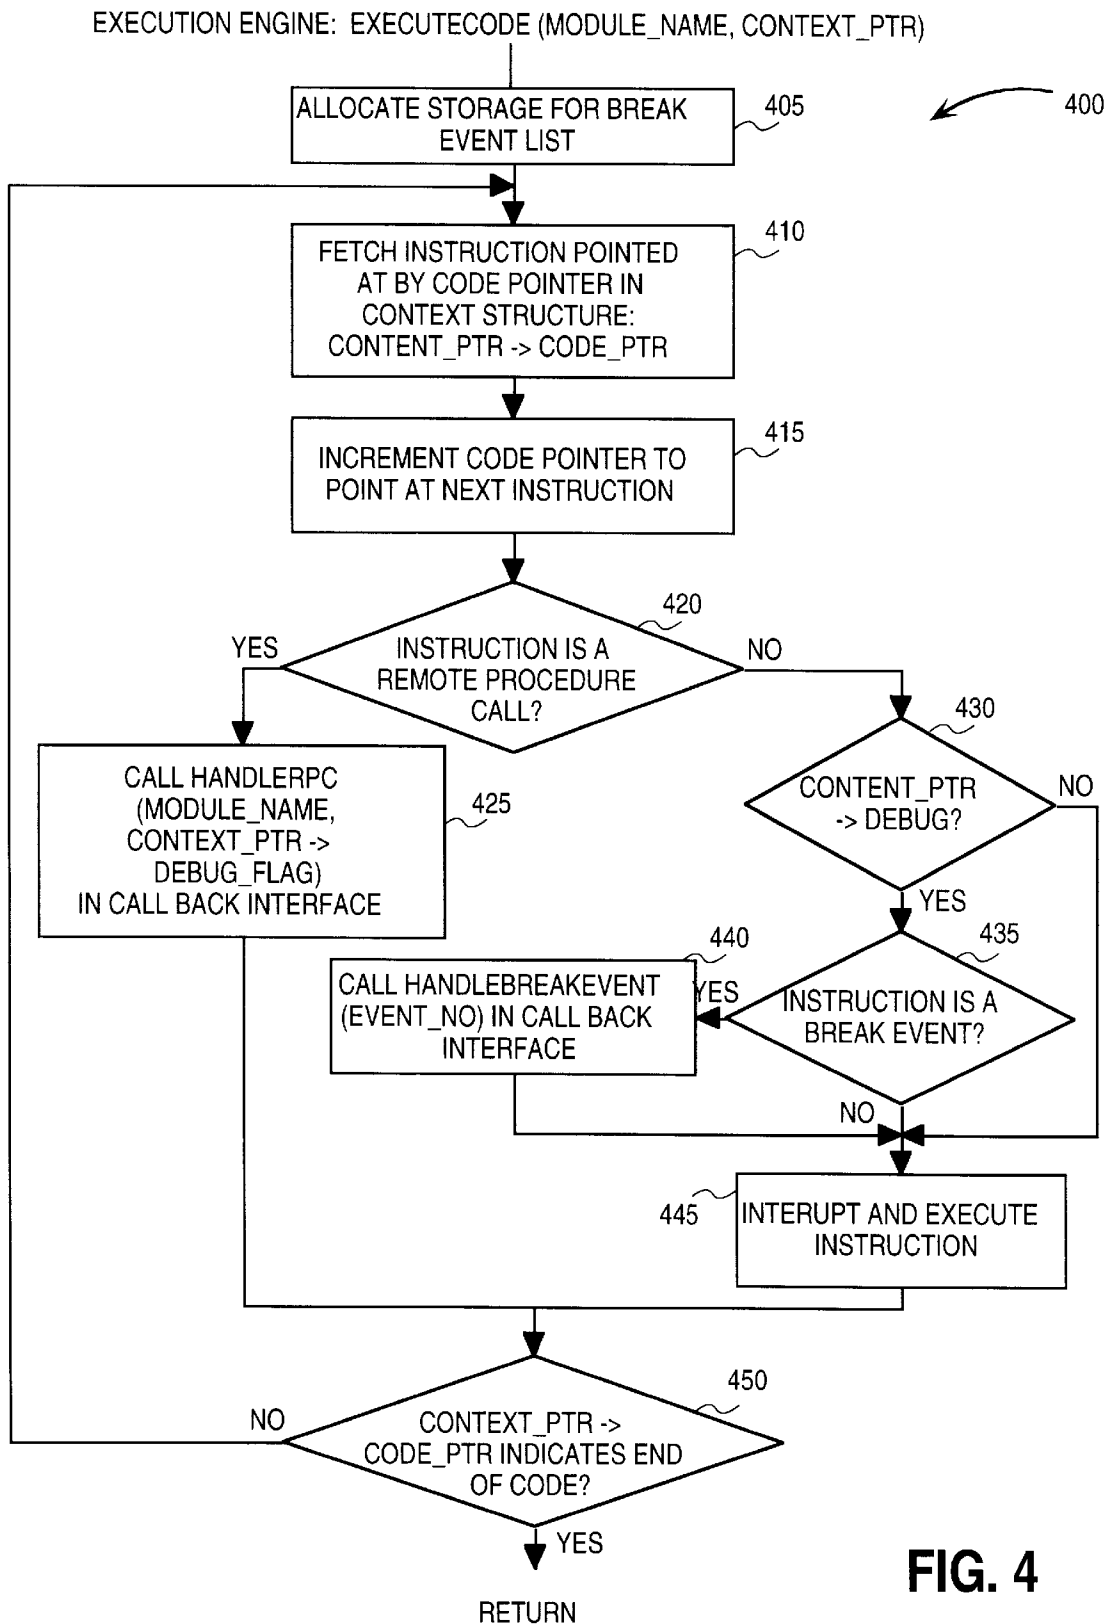 EXECUTION ENGINE: EXECUTECODE (MODULE_NAME, CONTEXT_PTR)
400
405
ALLOCATE STORAGE FOR BREAK
EVENT LIST
410
FETCH INSTRUCTION POINTED
AT BY CODE POINTER IN
CONTEXT STRUCTURE:
CONTENT_PTR -> CODE_PTR
415
INCREMENT CODE POINTER TO
POINT AT NEXT INSTRUCTION
420
YES
NO
INSTRUCTION IS A
REMOTE PROCEDURE
CALL?
425
CALL HANDLERPC
(MODULE_NAME,
CONTEXT_PTR ->
DEBUG_FLAG)
IN CALL BACK INTERFACE
430
CONTENT_PTR
-> DEBUG?
NO
YES
435
INSTRUCTION IS A
BREAK EVENT?
YES
NO
440
CALL HANDLEBREAKEVENT
(EVENT_NO) IN CALL BACK
INTERFACE
445
INTERUPT AND EXECUTE
INSTRUCTION
450
NO
CONTEXT_PTR ->
CODE_PTR INDICATES END
OF CODE?
YES
RETURN
FIG. 4